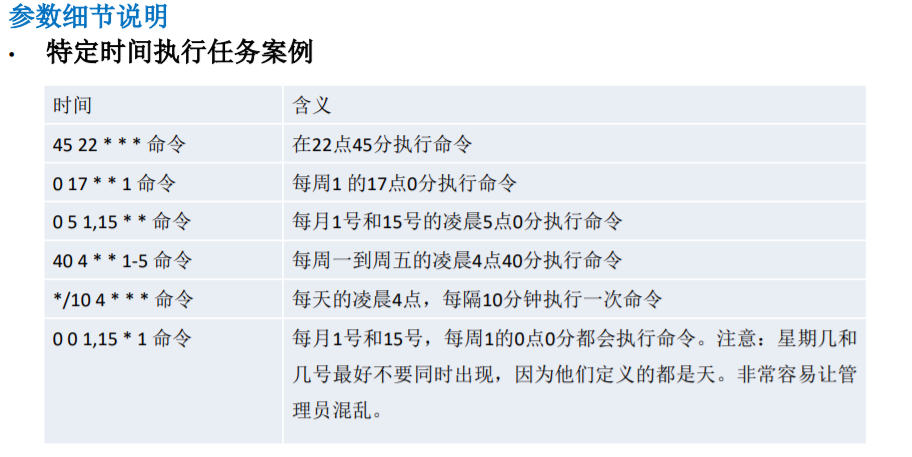 参数细节说明
• 特定时间执行任务案例
时间 含义
45 22 * * * 命令 在22点45分执行命令
0 17 * * 1 命令 每周1 的17点0分执行命令
0 5 1,15 * * 命令 每月1号和15号的凌晨5点0分执行命令
40 4 * * 1-5 命令 每周一到周五的凌晨4点40分执行命令
*/10 4 * * * 命令 每天的凌晨4点，每隔10分钟执行一次命令
0 0 1,15 * 1 命令 每月1号和15号，每周1的0点0分都会执行命令。注意：星期几和
几号最好不要同时出现，因为他们定义的都是天。非常容易让管
理员混乱。